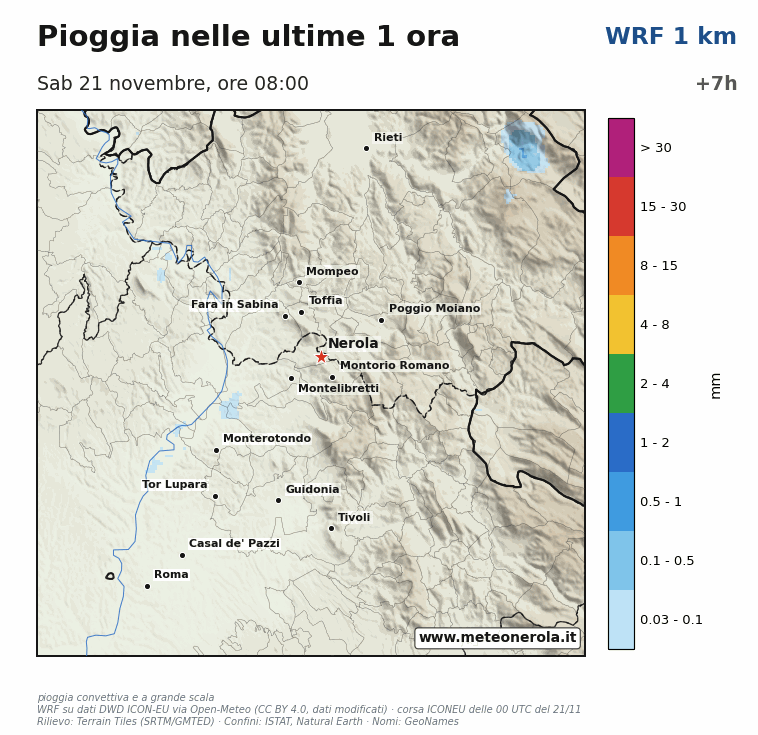 Pioggia nelle ultime 1 ora
WRF 1 km
Sab 21 novembre, ore 08:00
+7h
Rieti
Mompeo
Toffia
Fara in Sabina
Poggio Moiano
Nerola
Montorio Romano
Montelibretti
Monterotondo
Tor Lupara
Guidonia
Tivoli
Casal de' Pazzi
Roma
www.meteonerola.it
> 30
15 - 30
8 - 15
4 - 8
2 - 4
1 - 2
0.5 - 1
0.1 - 0.5
0.03 - 0.1
mm
pioggia convettiva e a grande scala
WRF su dati DWD ICON-EU via Open-Meteo (CC BY 4.0, dati modificati) · corsa ICONEU delle 00 UTC del 21/11
Rilievo: Terrain Tiles (SRTM/GMTED) · Confini: ISTAT, Natural Earth · Nomi: GeoNames